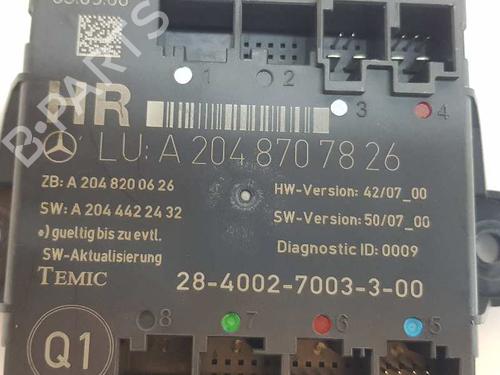 1 2
3 4
HR
LU: A 204 870 78 26
ZB: A 204 820 06 26
HW-Version: 42/07_00
SW: A 204 442 24 32
SW-Version: 50/07_00
•) gueltig bis zu evtl.
SW-Aktualisierung
Diagnostic ID: 0009
TEMIC
28-4002-7003-3-00
8 7 6 5
Q1
B-PARTS